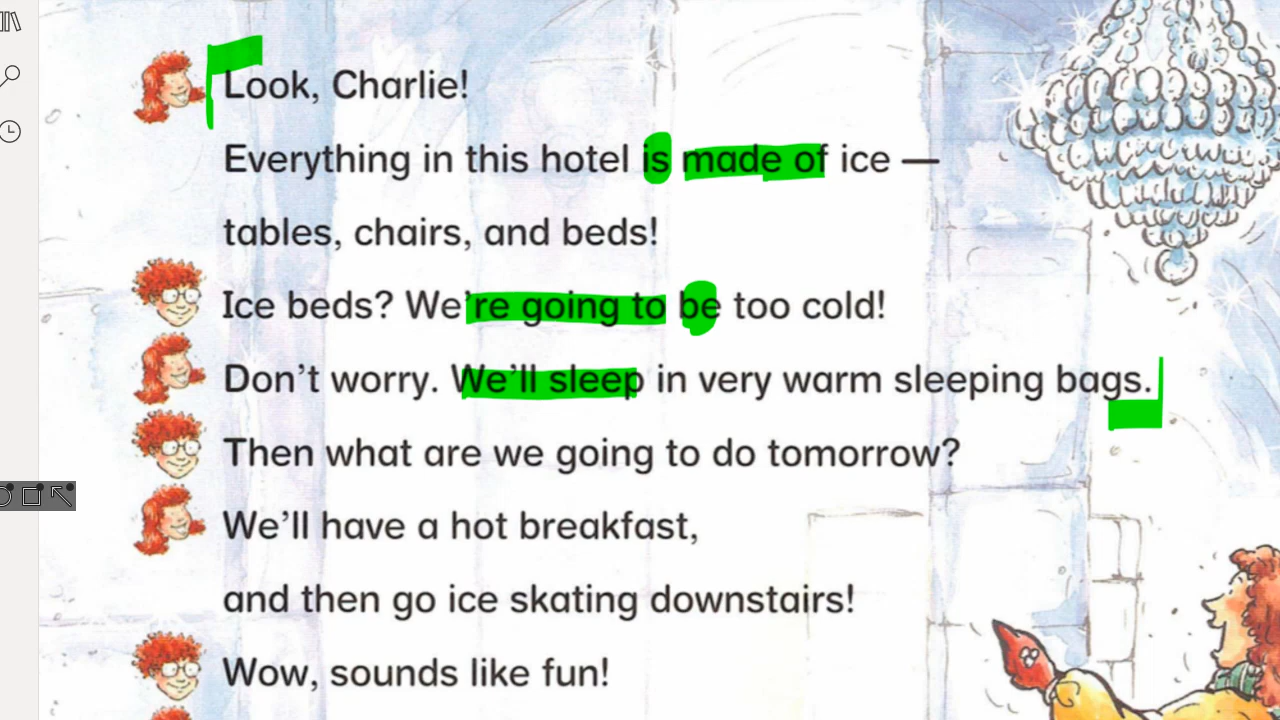 Look, Charlie!
Everything in this hotel is made of ice —
tables, chairs, and beds!
Ice beds? We're going to be too cold!
Don't worry. We'll sleep in very warm sleeping bags.
Then what are we going to do tomorrow?
We'll have a hot breakfast,
and then go ice skating downstairs!
Wow, sounds like fun!